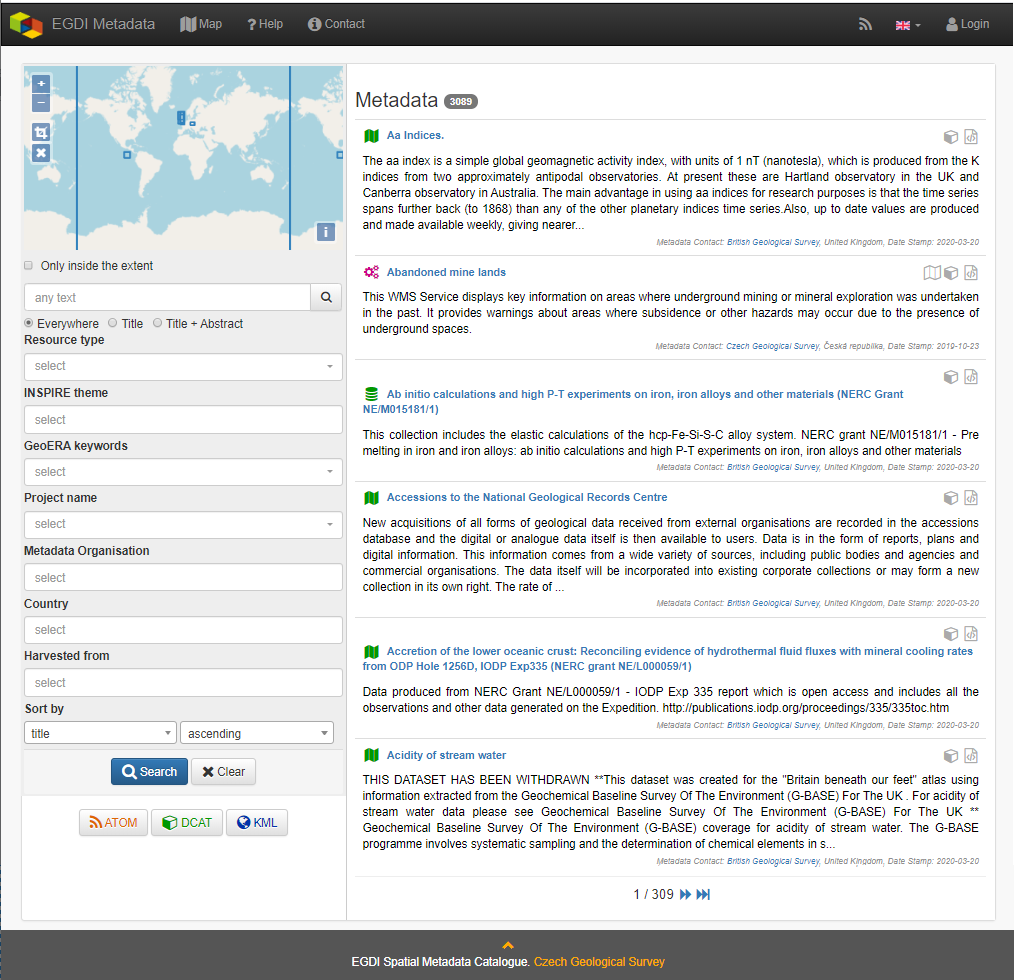 EGDI Metadata Map ? Help Contact Login
+
−
i
Only inside the extent
any text
Everywhere Title Title + Abstract
Resource type
select
INSPIRE theme
select
GeoERA keywords
select
Project name
select
Metadata Organisation
select
Country
select
Harvested from
select
Sort by
title ascending
Search Clear
ATOM DCAT KML
Metadata 3089
Aa Indices.
The aa index is a simple global geomagnetic activity index, with units of 1 nT (nanotesla), which is produced from the K
indices from two approximately antipodal observatories. At present these are Hartland observatory in the UK and
Canberra observatory in Australia. The main advantage in using aa indices for research purposes is that the time series
spans further back (to 1868) than any of the other planetary indices time series.Also, up to date values are produced
and made available weekly, giving nearer...
Metadata Contact: British Geological Survey, United Kingdom, Date Stamp: 2020-03-20
Abandoned mine lands
This WMS Service displays key information on areas where underground mining or mineral exploration was undertaken
in the past. It provides warnings about areas where subsidence or other hazards may occur due to the presence of
underground spaces.
Metadata Contact: Czech Geological Survey, Česká republika, Date Stamp: 2019-10-23
Ab initio calculations and high P-T experiments on iron, iron alloys and other materials (NERC Grant
NE/M015181/1)
This collection includes the elastic calculations of the hcp-Fe-Si-S-C alloy system. NERC grant NE/M015181/1 - Pre
melting in iron and iron alloys: ab initio calculations and high P-T experiments on iron, iron alloys and other materials
Metadata Contact: British Geological Survey, United Kingdom, Date Stamp: 2020-03-20
Accessions to the National Geological Records Centre
New acquisitions of all forms of geological data received from external organisations are recorded in the accessions
database and the digital or analogue data itself is then available to users. Data is in the form of reports, plans and
digital information. This information comes from a wide variety of sources, including public bodies and agencies and
commercial organisations. The data itself will be incorporated into existing corporate collections or may form a new
collection in its own right. The rate of ...
Metadata Contact: British Geological Survey, United Kingdom, Date Stamp: 2020-03-20
Accretion of the lower oceanic crust: Reconciling evidence of hydrothermal fluid fluxes with mineral cooling rates
from ODP Hole 1256D, IODP Exp335 (NERC grant NE/L000059/1)
Data produced from NERC Grant NE/L000059/1 - IODP Exp 335 report which is open access and includes all the
observations and other data generated on the Expedition. http://publications.iodp.org/proceedings/335/335toc.htm
Metadata Contact: British Geological Survey, United Kingdom, Date Stamp: 2020-03-20
Acidity of stream water
THIS DATASET HAS BEEN WITHDRAWN **This dataset was created for the "Britain beneath our feet" atlas using
information extracted from the Geochemical Baseline Survey Of The Environment (G-BASE) For The UK . For acidity of
stream water data please see Geochemical Baseline Survey Of The Environment (G-BASE) For The UK **
Geochemical Baseline Survey Of The Environment (G-BASE) coverage for acidity of stream water. The G-BASE
programme involves systematic sampling and the determination of chemical elements in s...
Metadata Contact: British Geological Survey, United Kingdom, Date Stamp: 2020-03-20
1 / 309
EGDI Spatial Metadata Catalogue. Czech Geological Survey